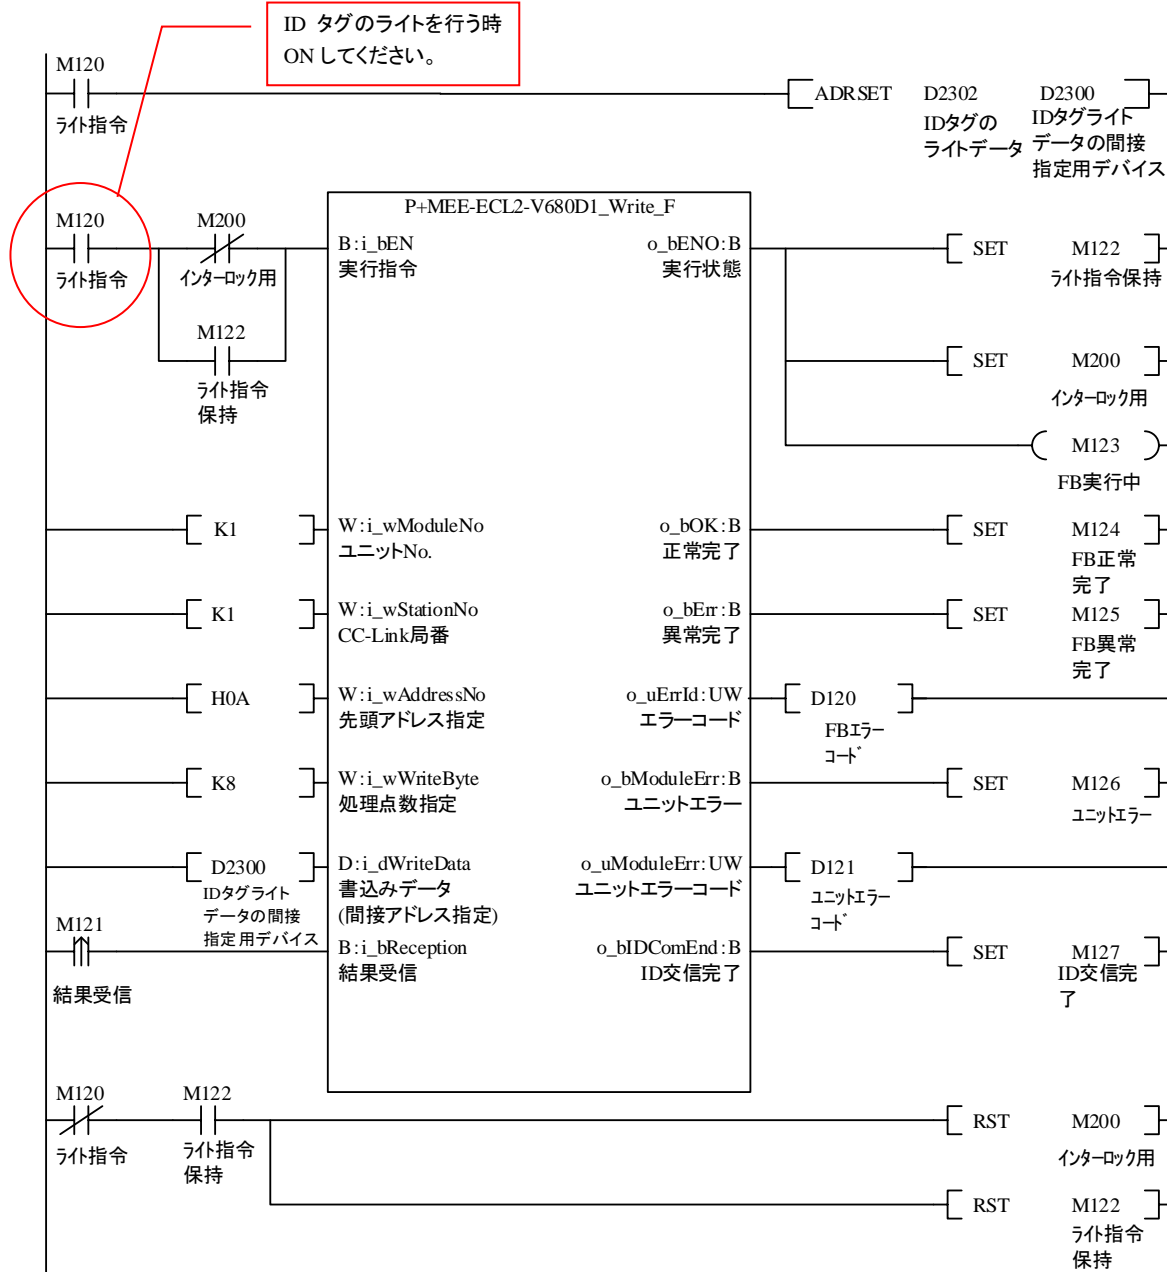 ID タグのライトを行う時
ONしてください。
M120
ライト指令
ADRSET D2302 D2300
IDタグの
ライトデータ
IDタグライト
データの間接
指定用デバイス
M120
ライト指令
M200
インターロック用
M122
ライト指令
保持
P+MEE-ECL2-V680D1_Write_F
B:i_bEN
実行指令
o_bENO:B
実行状態
SET M122
ライト指令保持
SET M200
インターロック用
M123
FB実行中
K1
W:i_wModuleNo
ユニットNo.
o_bOK:B
正常完了
SET M124
FB正常
完了
K1
W:i_wStationNo
CC-Link局番
o_bErr:B
異常完了
SET M125
FB異常
完了
H0A
W:i_wAddressNo
先頭アドレス指定
o_uErrId:UW
エラーコード
D120
FBエラー
コード
K8
W:i_wWriteByte
処理点数指定
o_bModuleErr:B
ユニットエラー
SET M126
ユニットエラー
D2300
IDタグライト
データの間接
指定用デバイス
D:i_dWriteData
書込みデータ
(間接アドレス指定)
o_uModuleErr:UW
ユニットエラーコード
D121
ユニットエラー
コード
M121
結果受信
B:i_bReception
結果受信
o_bIDComEnd:B
ID交信完了
SET M127
ID交信完
了
M120
ライト指令
M122
ライト指令
保持
RST M200
インターロック用
RST M122
ライト指令
保持